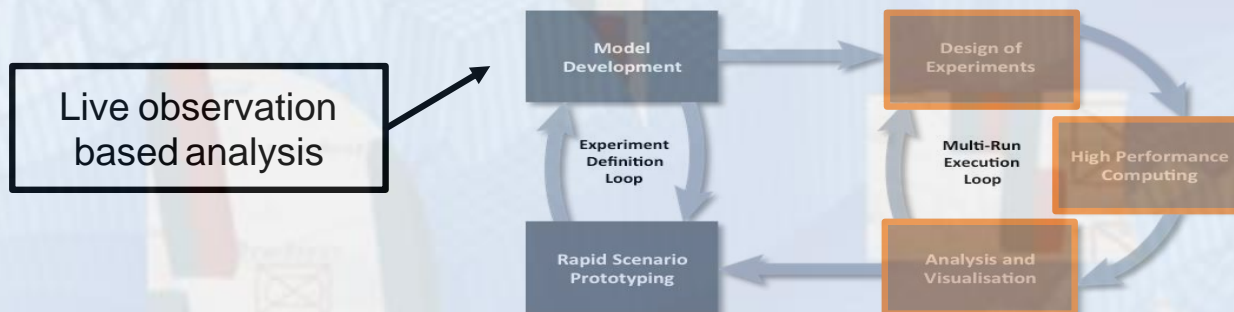 Live observation
based analysis
Model
Development
Design of
Experiments
Experiment
Definition
Loop
Multi-Run
Execution
Loop
High Performance
Computing
Rapid Scenario
Prototyping
Analysis and
Visualisation